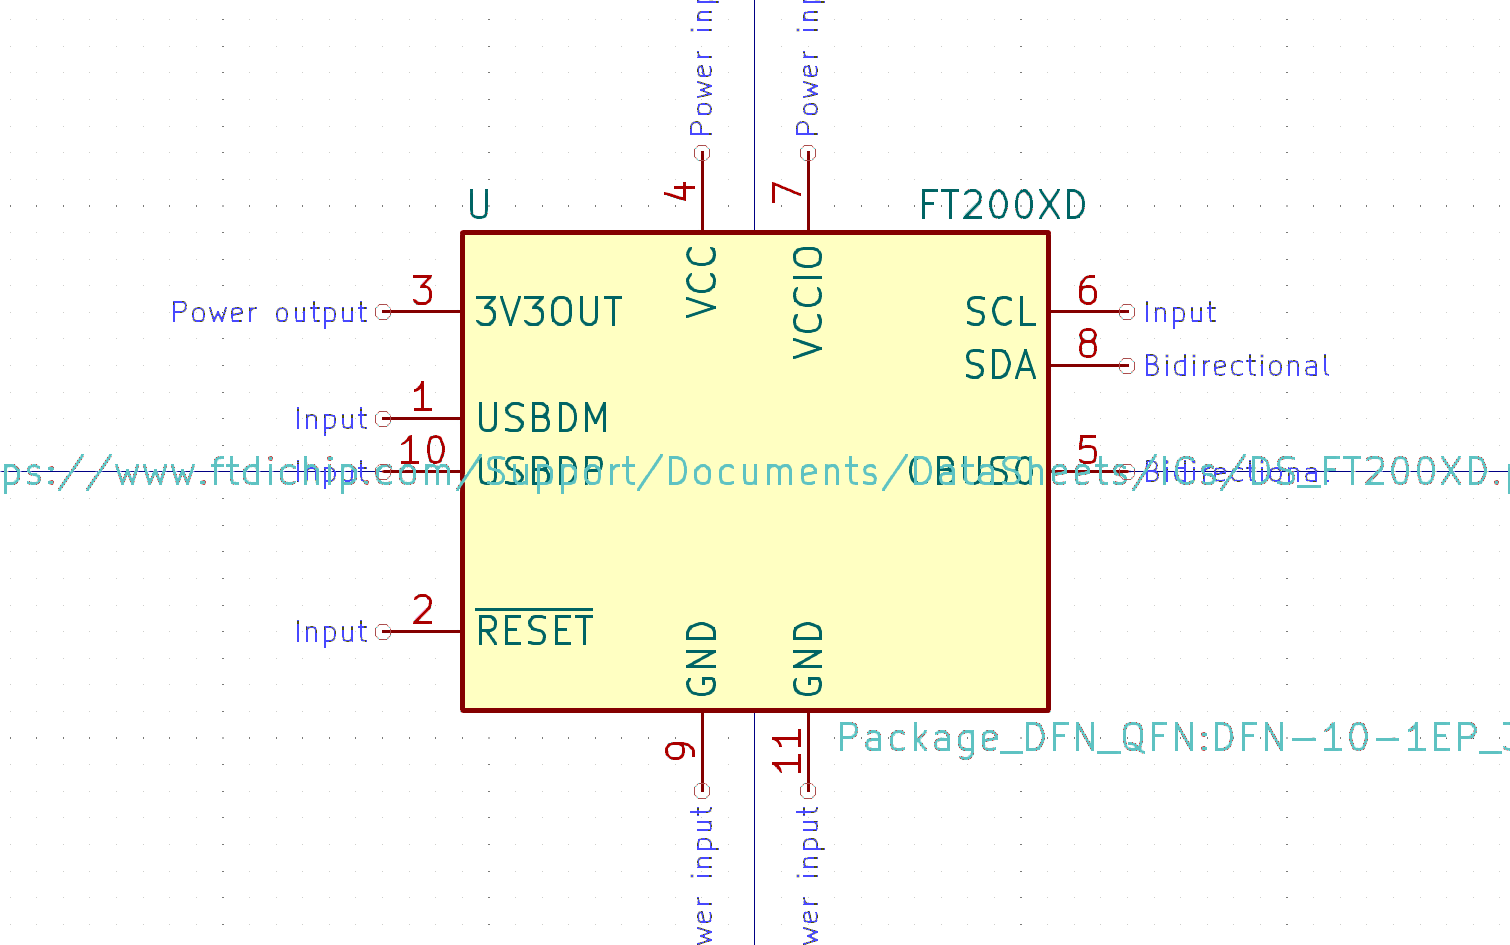 Power inp
Power inp
4
7
U
FT200XD
VCC
VCCIO
Power output
3
3V3OUT
SCL
6
Input
SDA
8
Bidirectional
Input
1
USBDM
Input
10
USBDP
5
Bidirectional
ps://www.ftdichip.com/Support/Documents/DataSheets/ICs/DS_FT200XD.p
Input
2
RESET
GND
GND
9
11
Package_DFN_QFN:DFN-10-1EP_3
wer input
wer input